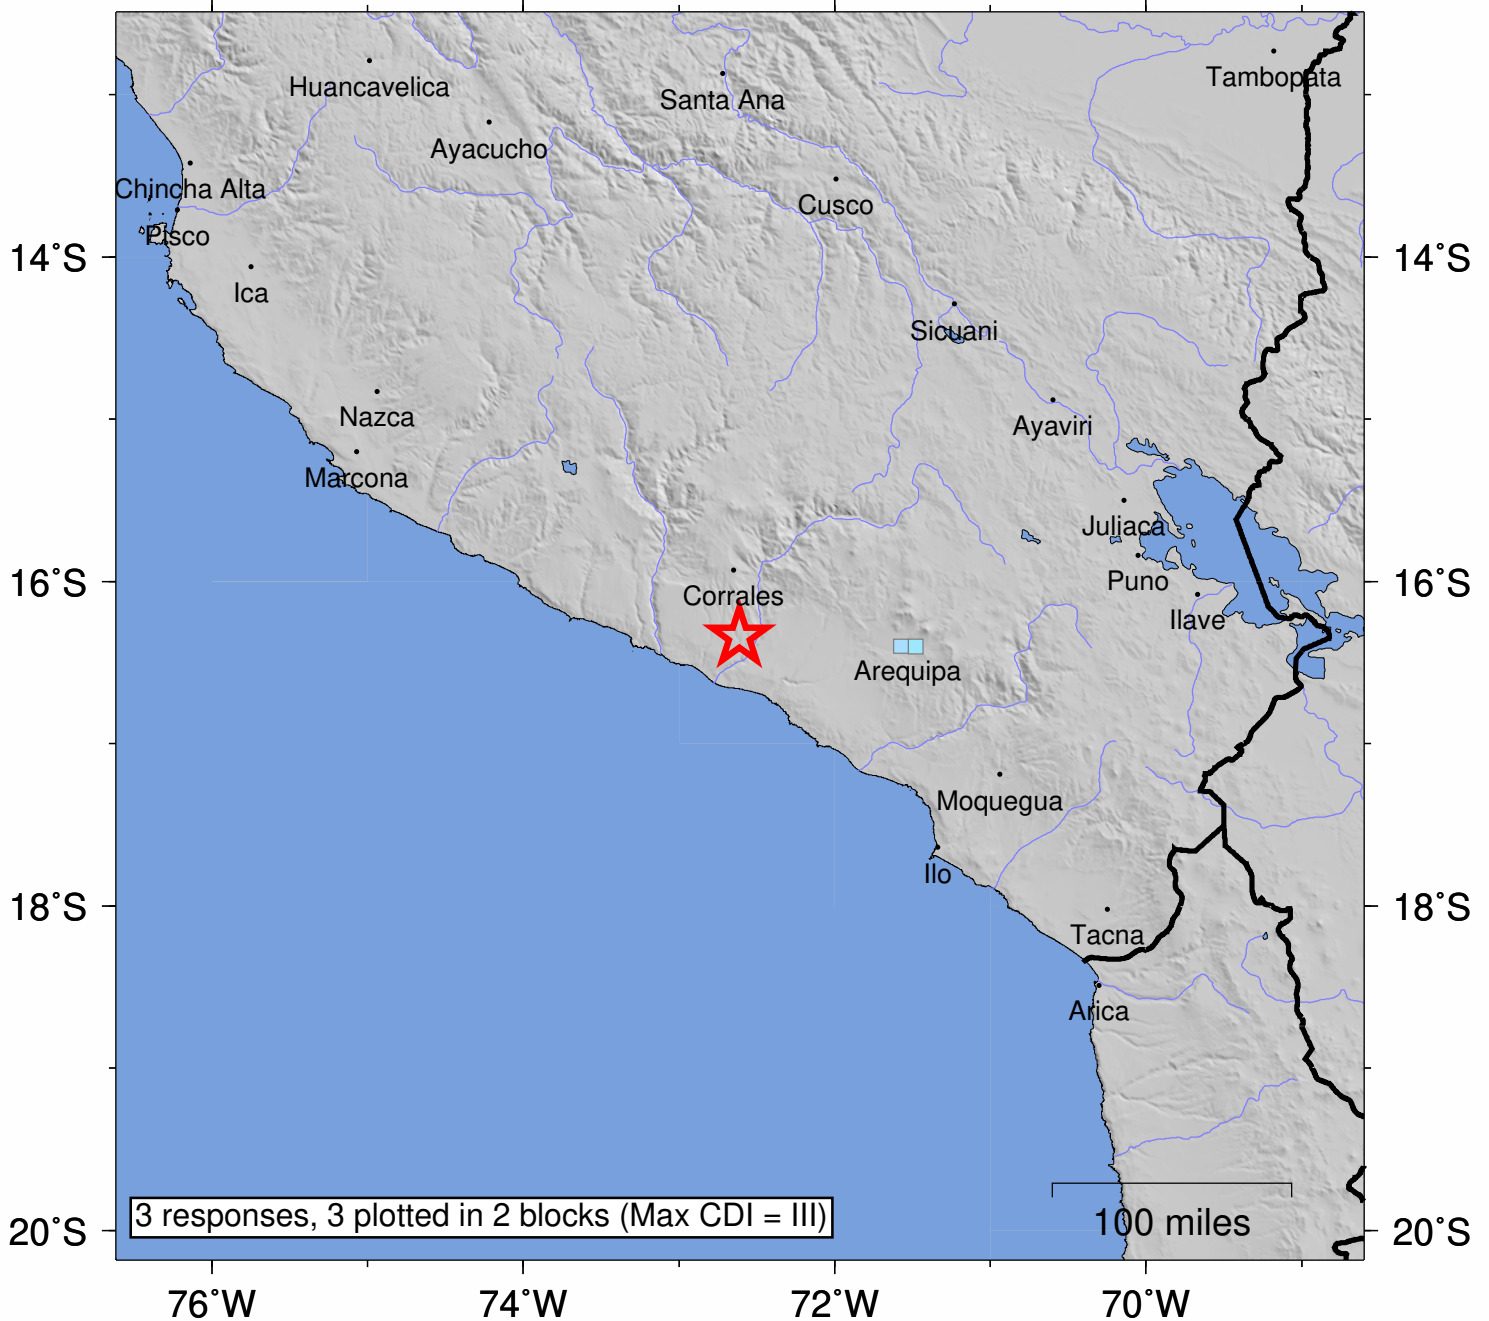 Tambopata
Huancavelica
Santa Ana
Ayacucho
Chincha Alta
Cusco
Pisco
14°S
14°S
Ica
Sicuani
Nazca
Ayaviri
Marcona
Juliaca
16°S
Puno
16°S
Corrales
Ilave
Arequipa
Moquegua
Ilo
18°S
18°S
Tacna
Arica
3 responses, 3 plotted in 2 blocks (Max CDI = III)
100 miles
20°S
20°S
76°W
74°W
72°W
70°W